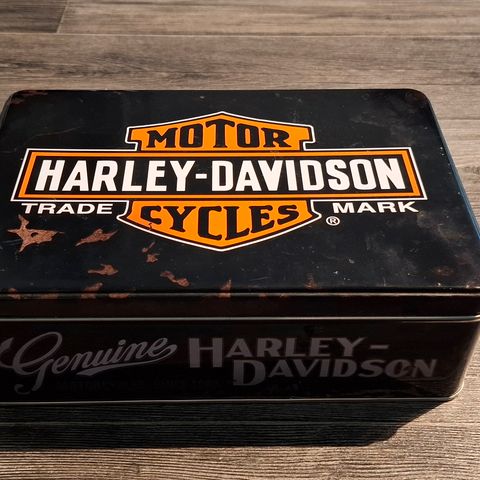 MOTOR
HARLEY-DAVIDSON
TRADE MARK
CYCLES
®
Genuine HARLEY-
DAVIDSON